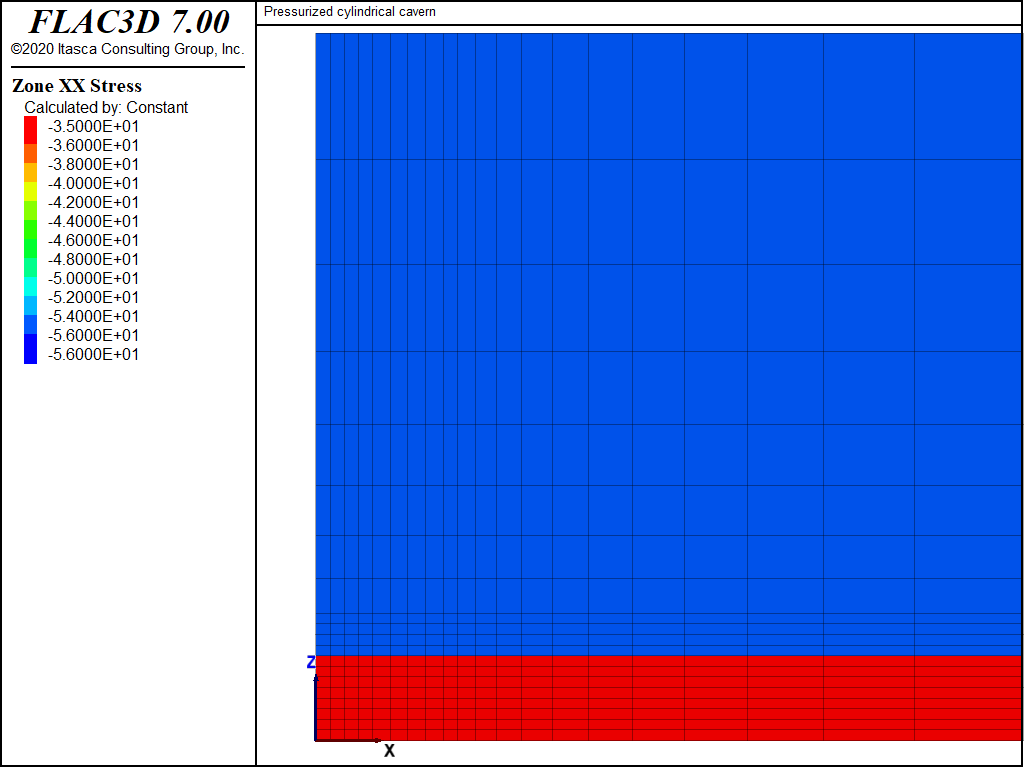 FLAC3D 7.00
©2020 Itasca Consulting Group, Inc.
Zone XX Stress
Calculated by: Constant
-3.5000E+01
-3.6000E+01
-3.8000E+01
-4.0000E+01
-4.2000E+01
-4.4000E+01
-4.6000E+01
-4.8000E+01
-5.0000E+01
-5.2000E+01
-5.4000E+01
-5.6000E+01
-5.6000E+01
Pressurized cylindrical cavern
Z
X